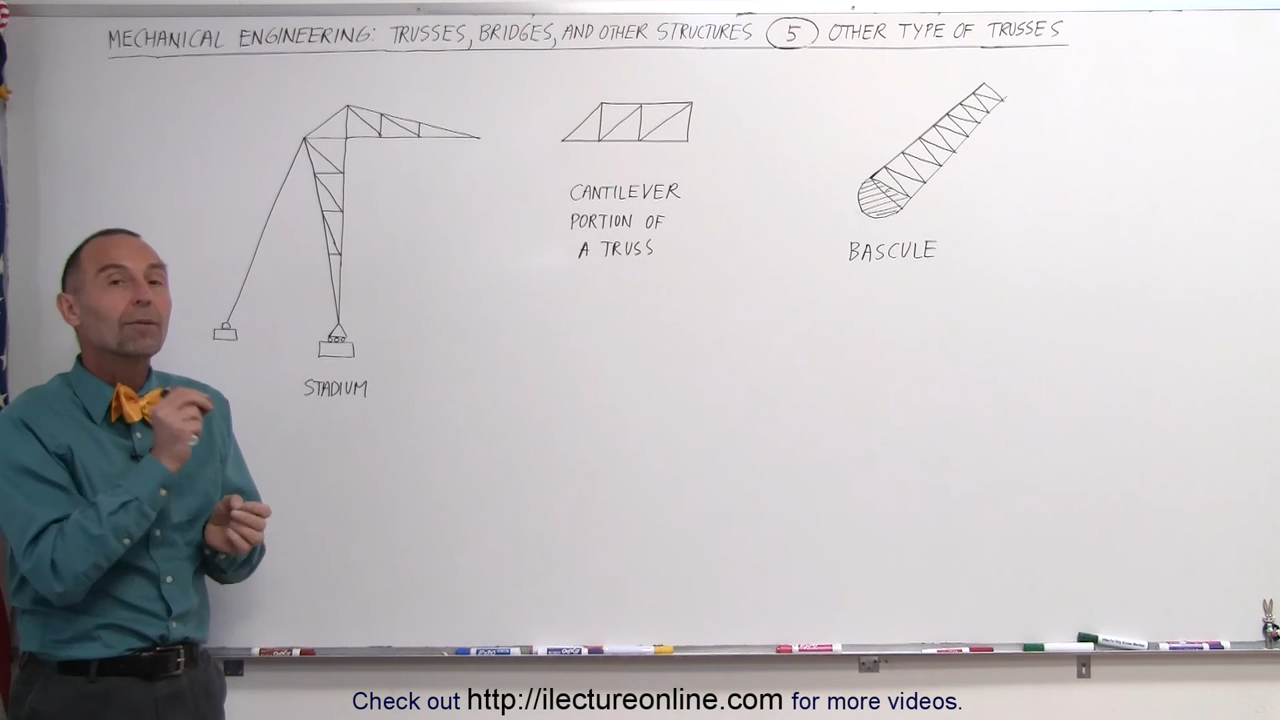 MECHANICAL ENGINEERING: TRUSSES, BRIDGES, AND OTHER STRUCTURES 5 OTHER TYPE OF TRUSSES
CANTILEVER
PORTION OF
A TRUSS
BASCULE
STADIUM
Check out http://ilectureonline.com for more videos.